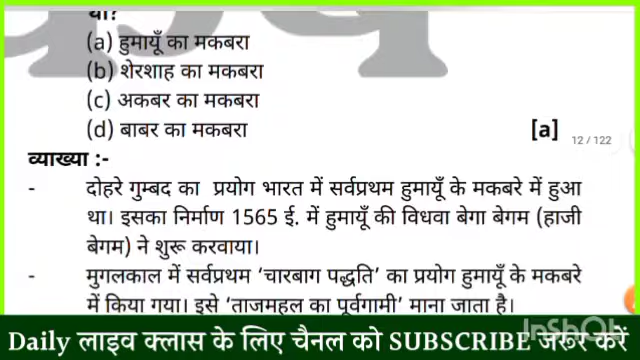 था?
(a) हुमायूँ का मकबरा
(b) शेरशाह का मकबरा
(c) अकबर का मकबरा
(d) बाबर का मकबरा [a]
12 / 122
व्याख्या :-
- दोहरे गुम्बद का प्रयोग भारत में सर्वप्रथम हुमायूँ के मकबरे में हुआ
था। इसका निर्माण 1565 ई. में हुमायूँ की विधवा बेगा बेगम (हाजी
बेगम) ने शुरू करवाया।
- मुगलकाल में सर्वप्रथम ‘चारबाग पद्धति’ का प्रयोग हुमायूँ के मकबरे
में किया गया। इसे ‘ताजमहल का पूर्वगामी’ माना जाता है।
InShOt
Daily लाइव क्लास के लिए चैनल को SUBSCRIBE जरूर करें